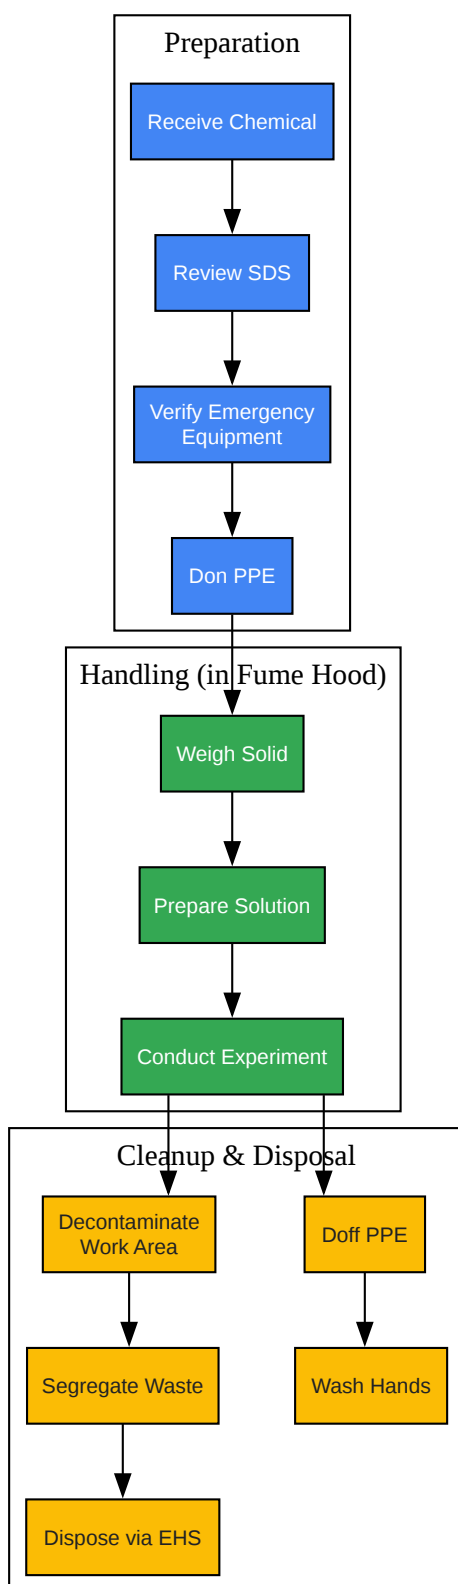 Preparation
Receive Chemical
Review SDS
Verify Emergency
Equipment
Don PPE
Handling (in Fume Hood)
Weigh Solid
Prepare Solution
Conduct Experiment
Cleanup & Disposal
Decontaminate
Work Area
Doff PPE
Segregate Waste
Wash Hands
Dispose via EHS